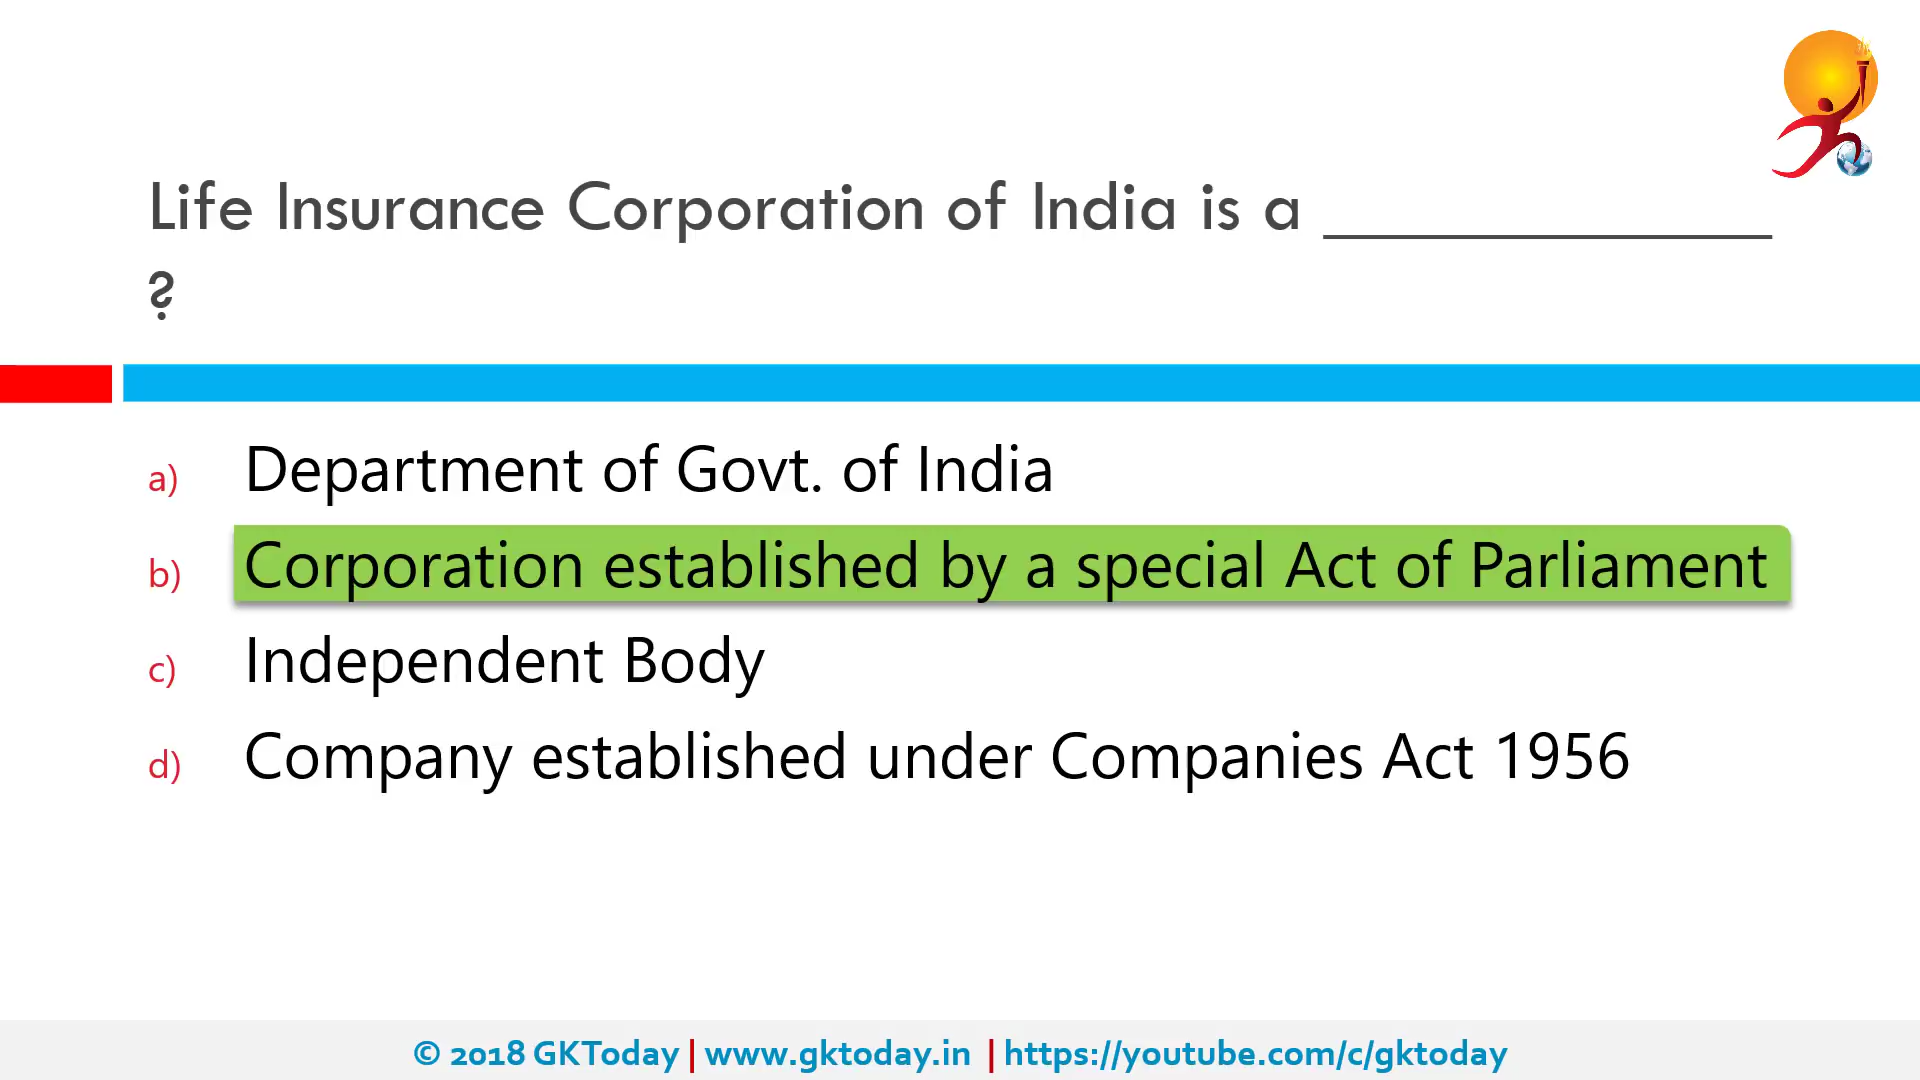 Life Insurance Corporation of India is a ______________
?
a) Department of Govt. of India
b) Corporation established by a special Act of Parliament
c) Independent Body
d) Company established under Companies Act 1956
© 2018 GKToday | www.gktoday.in | https://youtube.com/c/gktoday